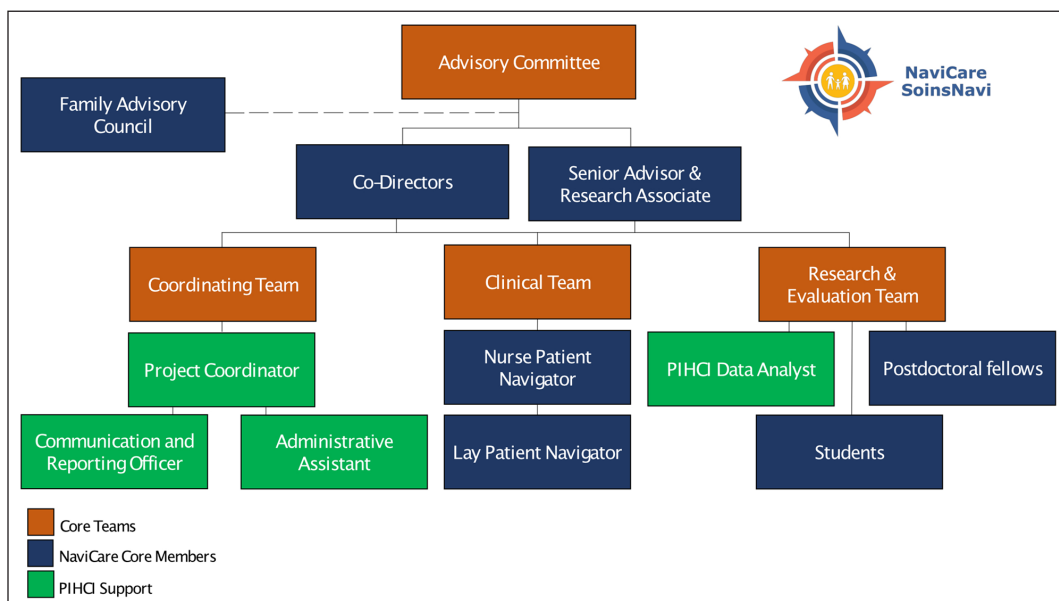 Advisory Committee
NaviCare
SoinsNavi
Family Advisory
Council
Co-Directors
Senior Advisor &
Research Associate
Coordinating Team
Clinical Team
Research &
Evaluation Team
Project Coordinator
Nurse Patient
Navigator
PIHCI Data Analyst
Postdoctoral fellows
Communication and
Reporting Officer
Administrative
Assistant
Lay Patient Navigator
Students
Core Teams
NaviCare Core Members
PIHCI Support